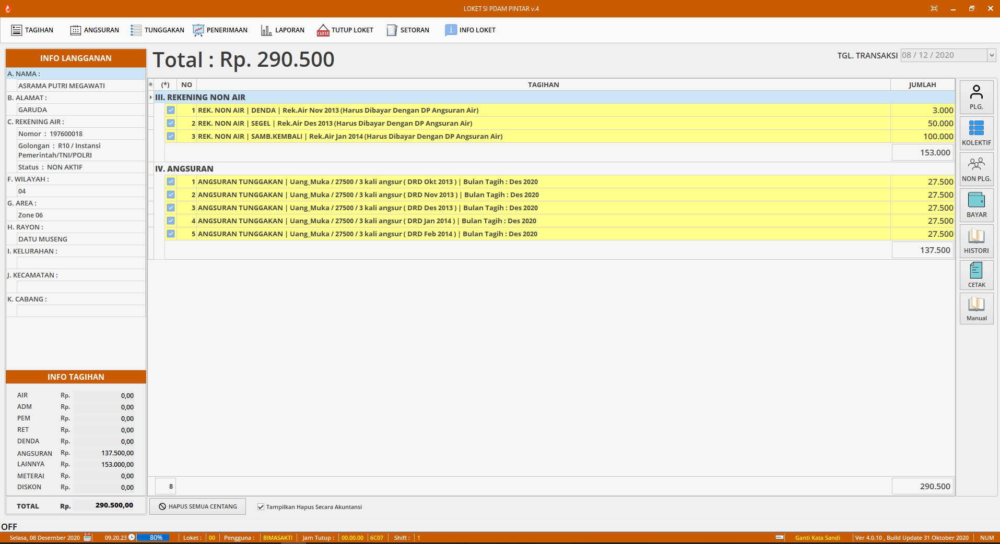 LOKET SI PDAM PINTAR v.4
TAGIHAN
ANGSURAN
TUNGGAKAN
PENERIMAAN
LAPORAN
CLOSE
TUTUP LOKET
SETORAN
INFO LOKET
INFO LANGGANAN
A. NAMA :
ASRAMA PUTRI MEGAWATI
B. ALAMAT :
GARUDA
C. REKENING AIR :
Nomor : 197600018
Golongan : R10 / Instansi
Pemerintah/TNI/POLRI
Status : NON AKTIF
F. WILAYAH :
04
G. AREA :
Zone 06
H. RAYON :
DATU MUSENG
I. KELURAHAN :
J. KECAMATAN :
K. CABANG :
INFO TAGIHAN
AIR Rp. 0,00
ADM Rp. 0,00
PEM Rp. 0,00
RET Rp. 0,00
DENDA Rp. 0,00
ANGSURAN Rp. 137.500,00
LAINNYA Rp. 153.000,00
METERAI Rp. 0,00
DISKON Rp. 0,00
TOTAL Rp. 290.500,00
Total : Rp. 290.500
TGL. TRANSAKSI 08 / 12 / 2020
(*) NO TAGIHAN JUMLAH
III. REKENING NON AIR
1 REK. NON AIR | DENDA | Rek.Air Nov 2013 (Harus Dibayar Dengan DP Angsuran Air) 3.000
2 REK. NON AIR | SEGEL | Rek.Air Des 2013 (Harus Dibayar Dengan DP Angsuran Air) 50.000
3 REK. NON AIR | SAMB.KEMBALI | Rek.Air Jan 2014 (Harus Dibayar Dengan DP Angsuran Air) 100.000
153.000
IV. ANGSURAN
1 ANGSURAN TUNGGAKAN | Uang_Muka / 27500 / 3 kali angsur ( DRD Okt 2013 ) | Bulan Tagih : Des 2020 27.500
2 ANGSURAN TUNGGAKAN | Uang_Muka / 27500 / 3 kali angsur ( DRD Nov 2013 ) | Bulan Tagih : Des 2020 27.500
3 ANGSURAN TUNGGAKAN | Uang_Muka / 27500 / 3 kali angsur ( DRD Des 2013 ) | Bulan Tagih : Des 2020 27.500
4 ANGSURAN TUNGGAKAN | Uang_Muka / 27500 / 3 kali angsur ( DRD Jan 2014 ) | Bulan Tagih : Des 2020 27.500
5 ANGSURAN TUNGGAKAN | Uang_Muka / 27500 / 3 kali angsur ( DRD Feb 2014 ) | Bulan Tagih : Des 2020 27.500
137.500
8 290.500
HAPUS SEMUA CENTANG
Tampilkan Hapus Secara Akuntansi
PLG.
KOLEKTIF
NON PLG.
BAYAR
HISTORI
CETAK
Manual
OFF
Selasa, 08 Desember 2020 09.20.23 80% Loket : 00 Pengguna : BIMASAKTI Jam Tutup : 00.00.00 6C07 Shift : 1 Ganti Kata Sandi Ver 4.0.10 , Build Update 31 Oktober 2020 NUM